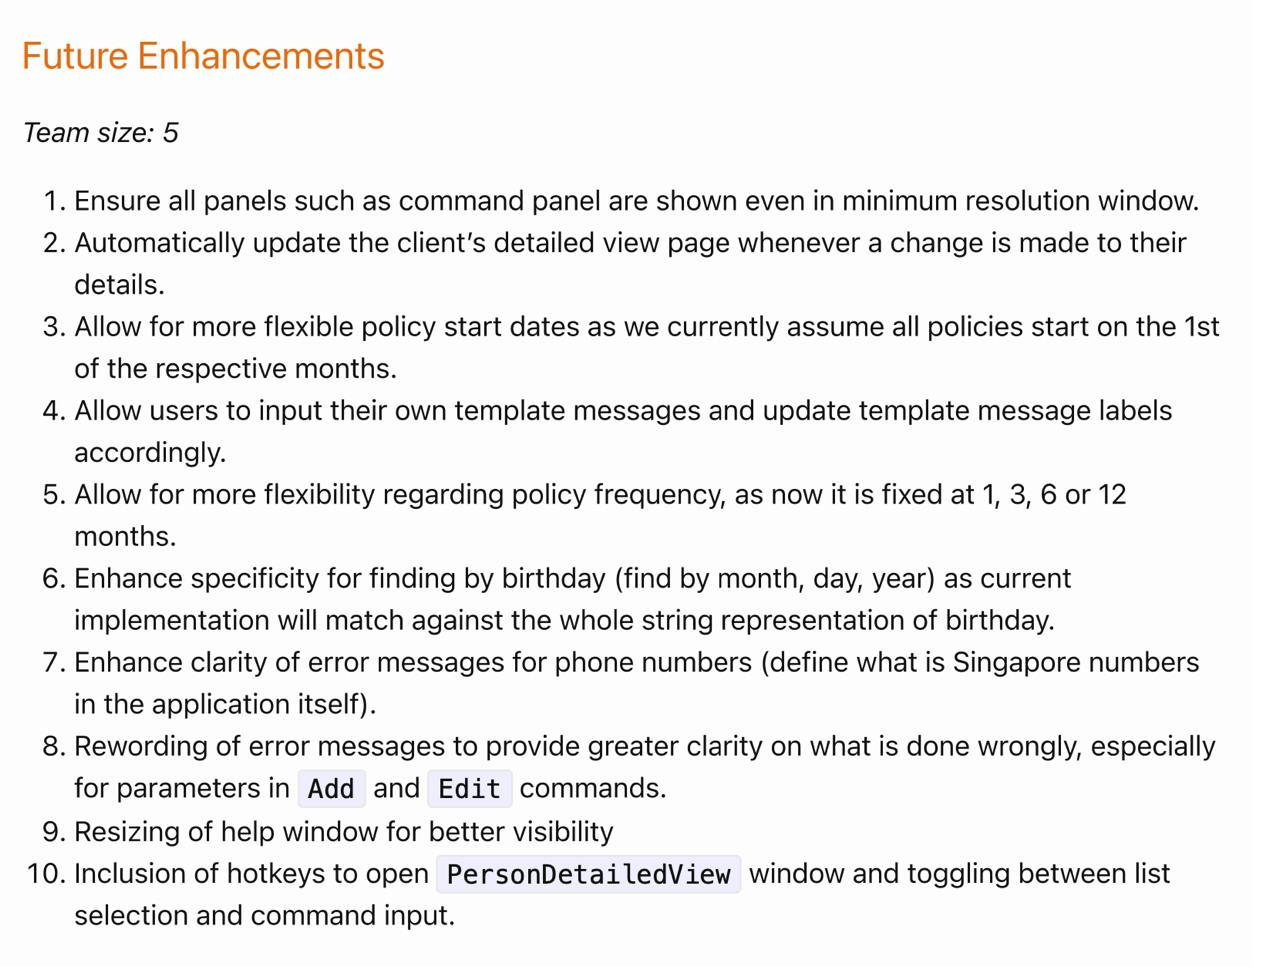 Future Enhancements
Team size: 5
1. Ensure all panels such as command panel are shown even in minimum resolution window.
2. Automatically update the client’s detailed view page whenever a change is made to their
details.
3. Allow for more flexible policy start dates as we currently assume all policies start on the 1st
of the respective months.
4. Allow users to input their own template messages and update template message labels
accordingly.
5. Allow for more flexibility regarding policy frequency, as now it is fixed at 1, 3, 6 or 12
months.
6. Enhance specificity for finding by birthday (find by month, day, year) as current
implementation will match against the whole string representation of birthday.
7. Enhance clarity of error messages for phone numbers (define what is Singapore numbers
in the application itself).
8. Rewording of error messages to provide greater clarity on what is done wrongly, especially
for parameters in Add and Edit commands.
9. Resizing of help window for better visibility
10. Inclusion of hotkeys to open PersonDetailedView window and toggling between list
selection and command input.